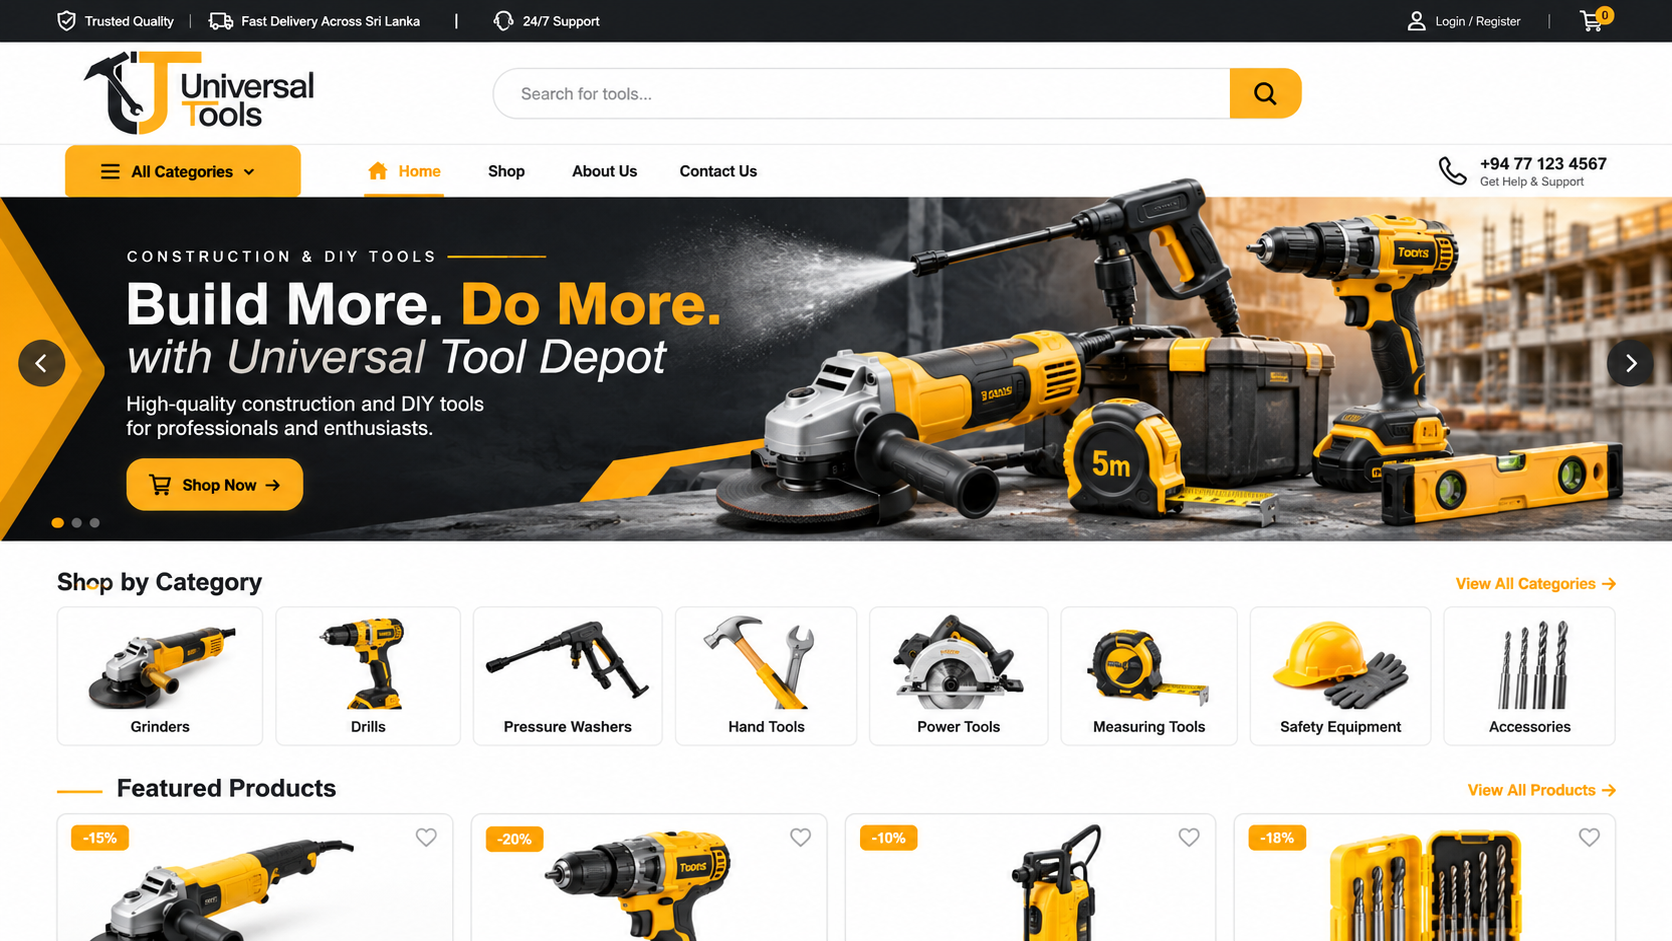 Trusted Quality
Fast Delivery Across Sri Lanka
24/7 Support
Login / Register
0
Universal
Tools
Search for tools...
All Categories
Home
Shop
About Us
Contact Us
+94 77 123 4567
Get Help & Support
CONSTRUCTION & DIY TOOLS
Build More. Do More.
with Universal Tool Depot
High-quality construction and DIY tools
for professionals and enthusiasts.
Shop Now
5m
Shop by Category
View All Categories
Grinders
Drills
Pressure Washers
Hand Tools
Power Tools
Measuring Tools
Safety Equipment
Accessories
Featured Products
View All Products
-15%
-20%
-10%
-18%